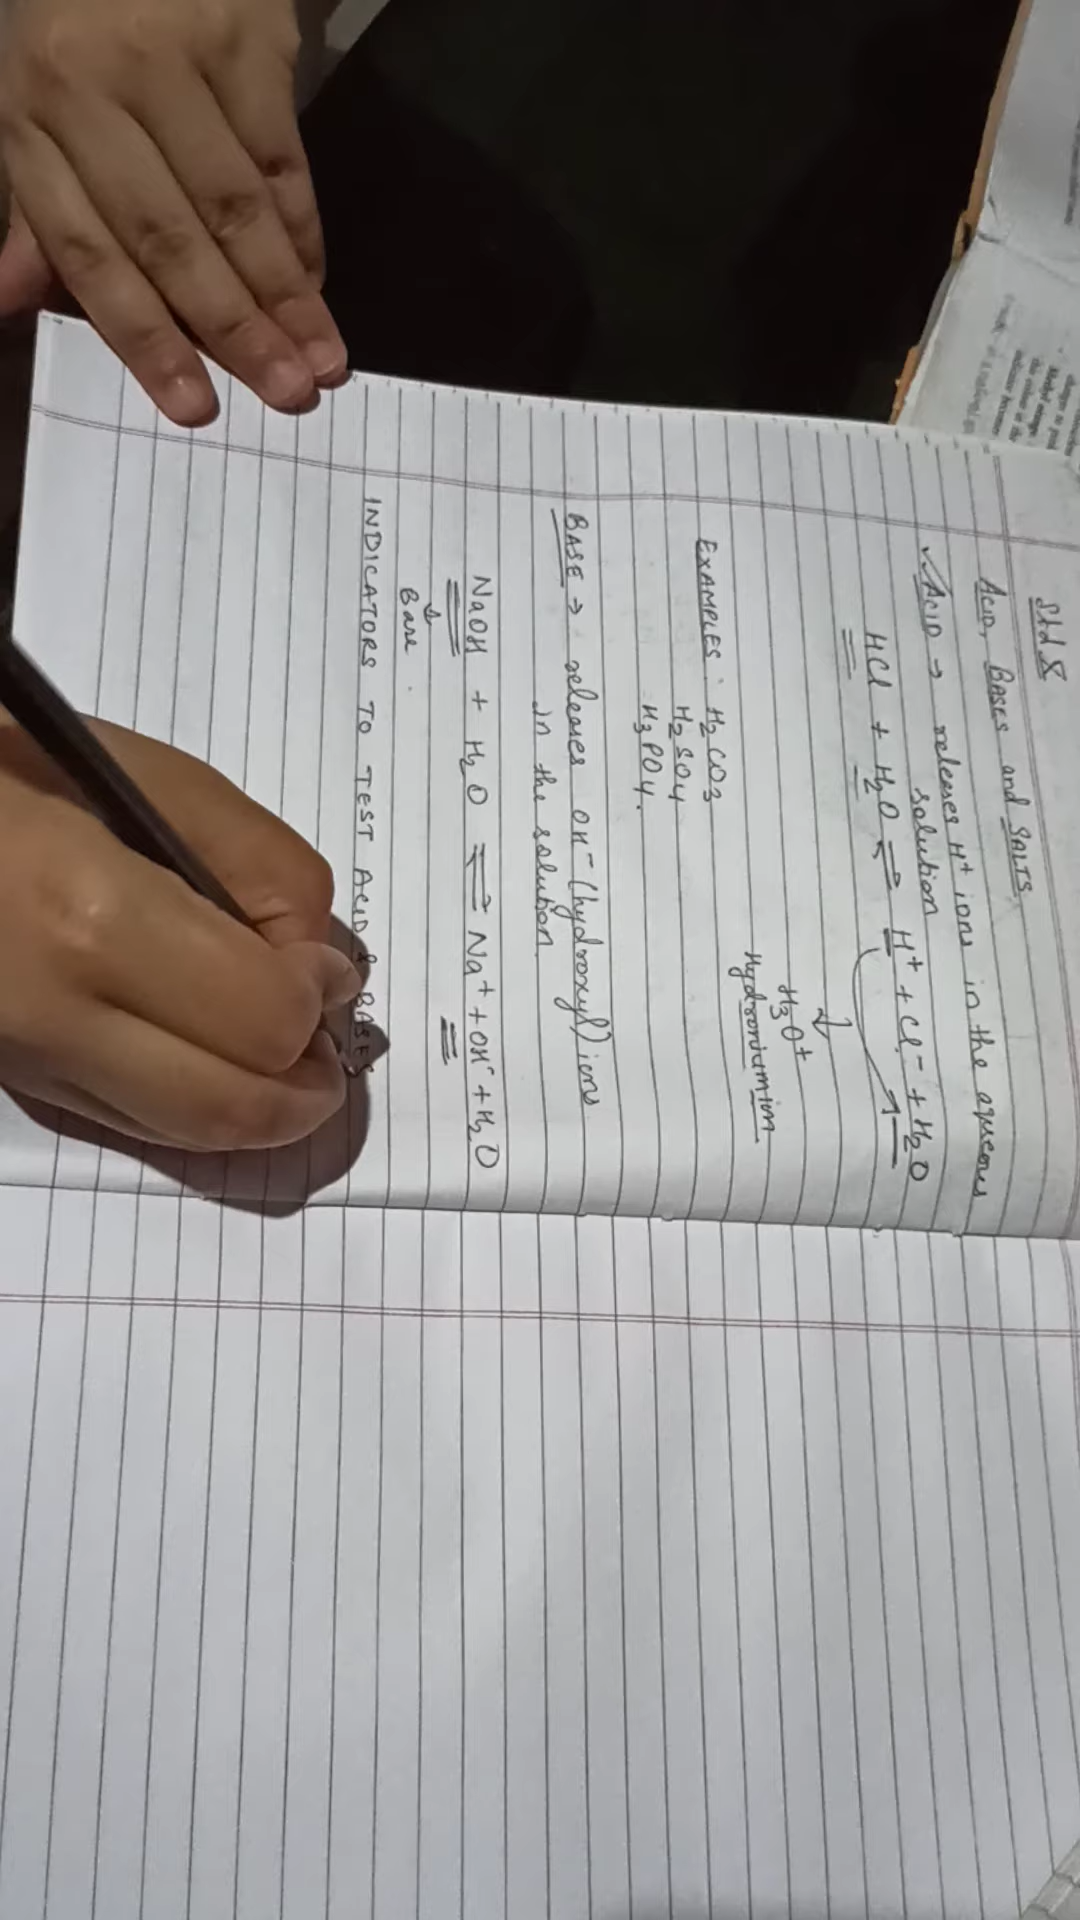 Std X
ACID, BASES and SALTS.
✓ ACID → releases H⁺ ions in the aqueous
solution
HCl + H₂O ⇌ H⁺ + Cl⁻ + H₂O
↓
H₃O⁺
Hydronium ion
EXAMPLES: H₂CO₃
H₂SO₄
H₃PO₄.
BASE → releases OH⁻ (hydroxyl) ions
in the solution.
NaOH + H₂O ⇌ Na⁺ + OH⁻ + H₂O
↓
Base.
INDICATORS TO TEST ACID & BASES